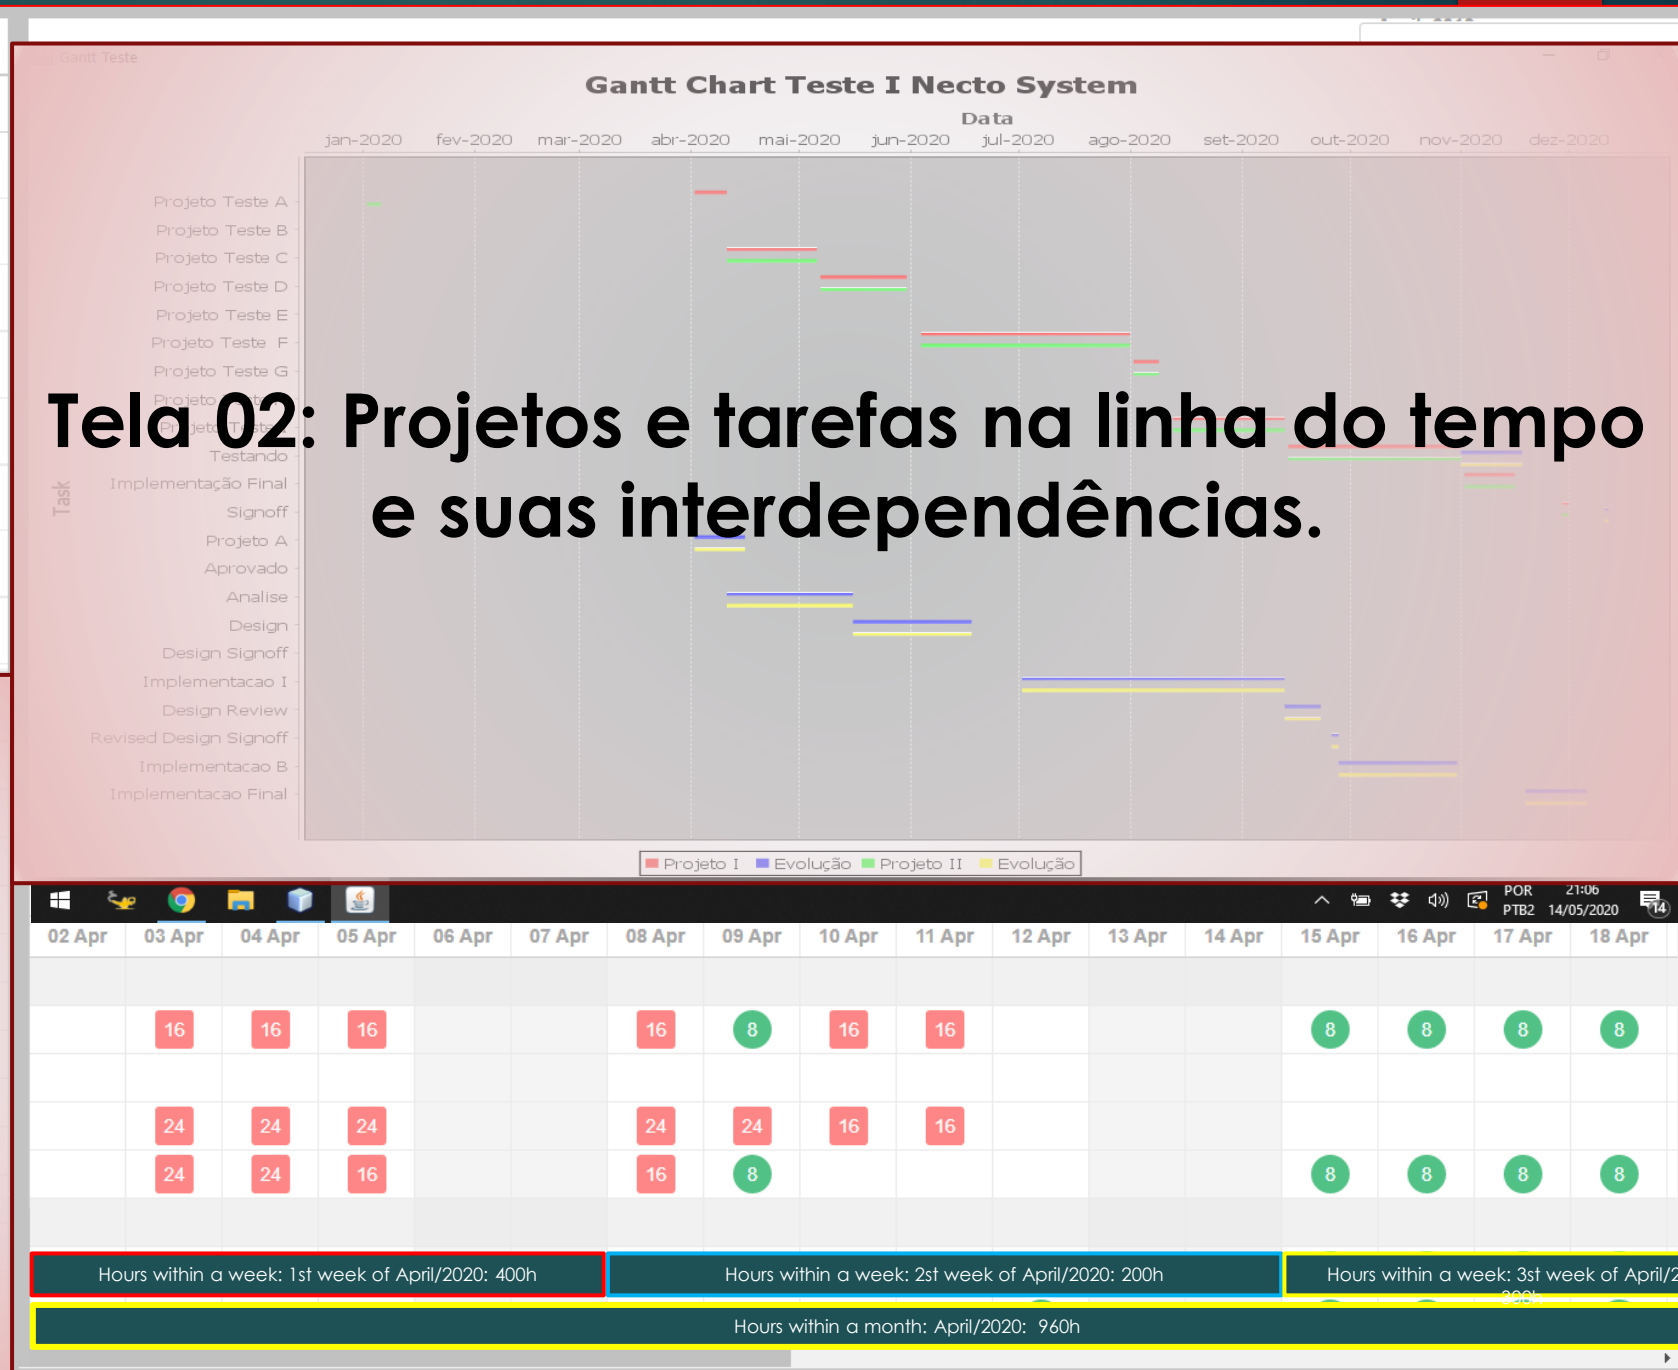 Gantt Teste
Gantt Chart Teste I Necto System
Data
jan-2020 fev-2020 mar-2020 abr-2020 mai-2020 jun-2020 jul-2020 ago-2020 set-2020 out-2020 nov-2020 dez-2020
Projeto Teste A
Projeto Teste B
Projeto Teste C
Projeto Teste D
Projeto Teste E
Projeto Teste F
Projeto Teste G
Tela 02: Projetos e tarefas na linha do tempo
e suas interdependências.
Testando
Task
Implementação Final
Signoff
Projeto A
Aprovado
Analise
Design
Design Signoff
Implementacao I
Design Review
Revised Design Signoff
Implementacao B
Implementacao Final
Projeto I Evolução Projeto II Evolução
POR 21:06
PTB2 14/05/2020 14
02 Apr 03 Apr 04 Apr 05 Apr 06 Apr 07 Apr 08 Apr 09 Apr 10 Apr 11 Apr 12 Apr 13 Apr 14 Apr 15 Apr 16 Apr 17 Apr 18 Apr
16 16 16 16 8 16 16 8 8 8 8
24 24 24 24 24 16 16
24 24 16 16 8 8 8 8 8
Hours within a week: 1st week of April/2020: 400h Hours within a week: 2st week of April/2020: 200h Hours within a week: 3st week of April/2
Hours within a month: April/2020: 960h